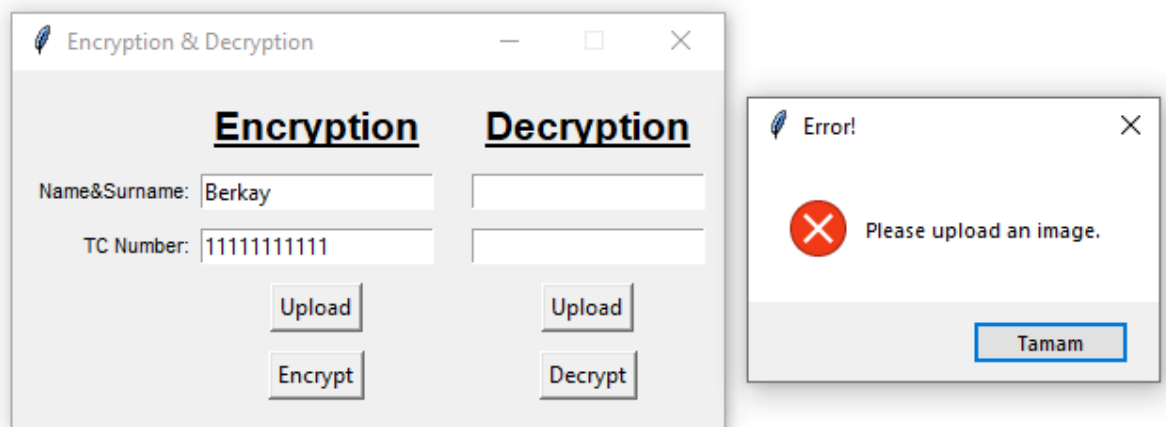 Encryption & Decryption
Encryption Decryption
Name&Surname: Berkay
TC Number: 11111111111
Upload Upload
Encrypt Decrypt
Error!
Please upload an image.
Tamam